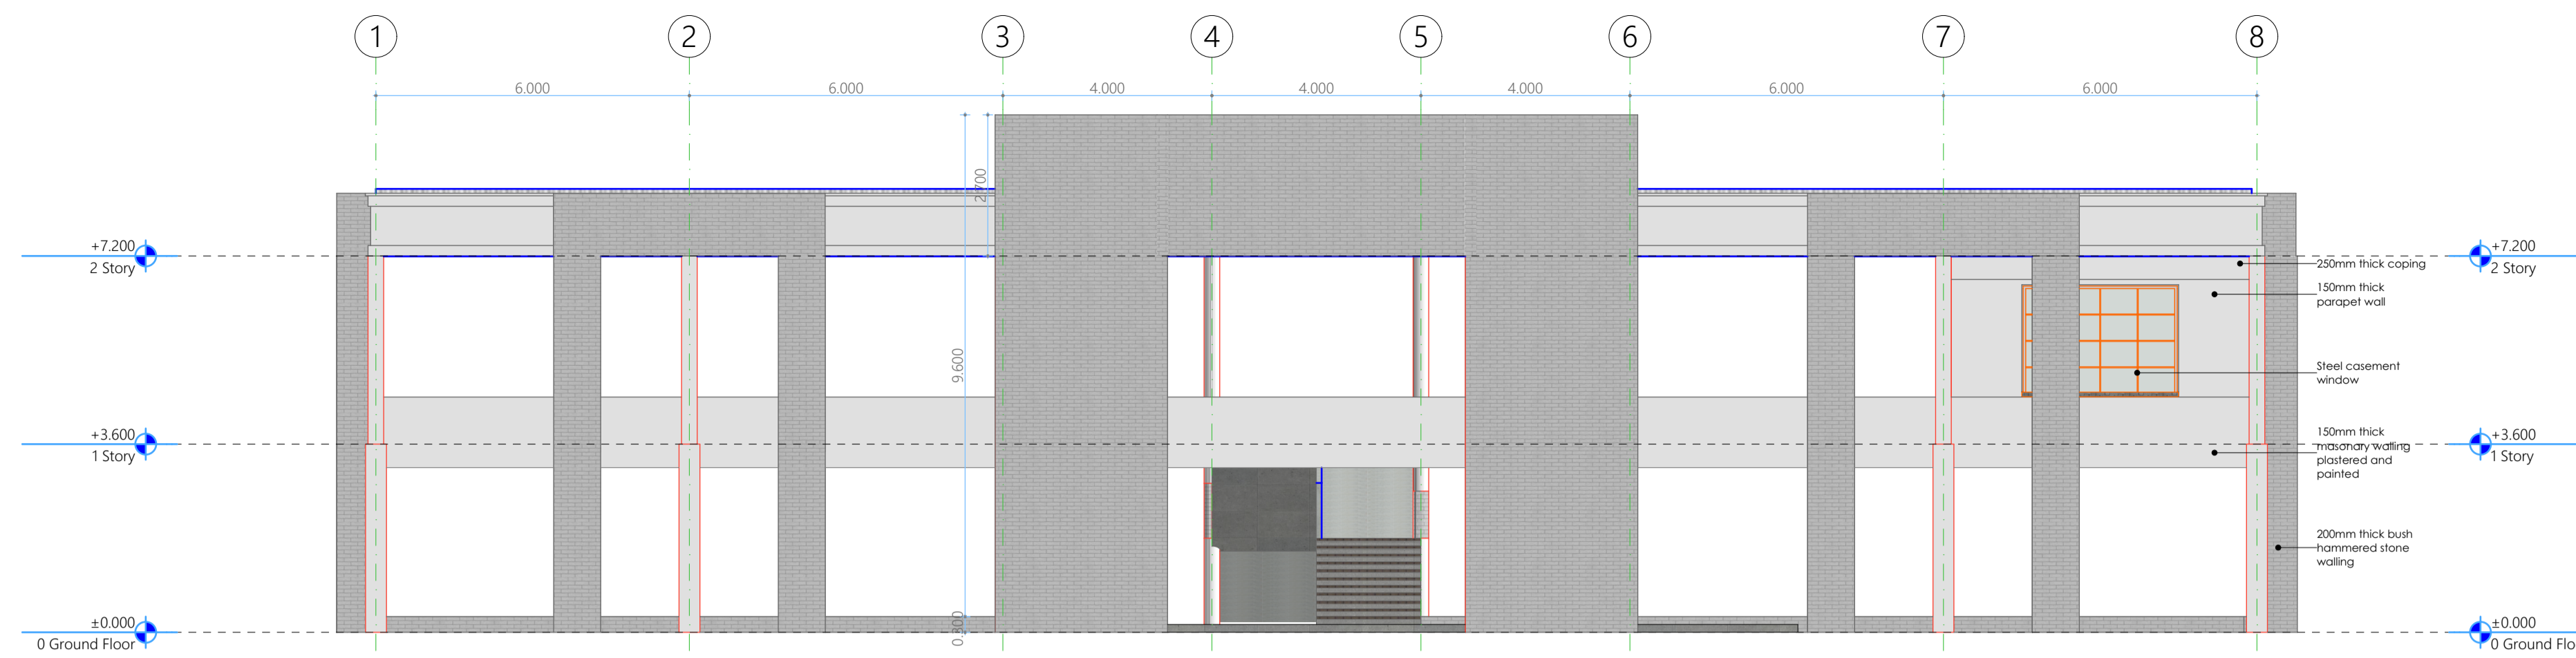 1 2 3 4 5 6 7 8
6.000 6.000 4.000 4.000 4.000 6.000 6.000
2.700
+7.200
2 Story
+7.200
2 Story
250mm thick coping
150mm thick
parapet wall
9.600
Steel casement
window
+3.600
1 Story
150mm thick
masonary walling
plastered and
painted
+3.600
1 Story
200mm thick bush
hammered stone
walling
0.300
±0.000
0 Ground Floor
±0.000
0 Ground Flo